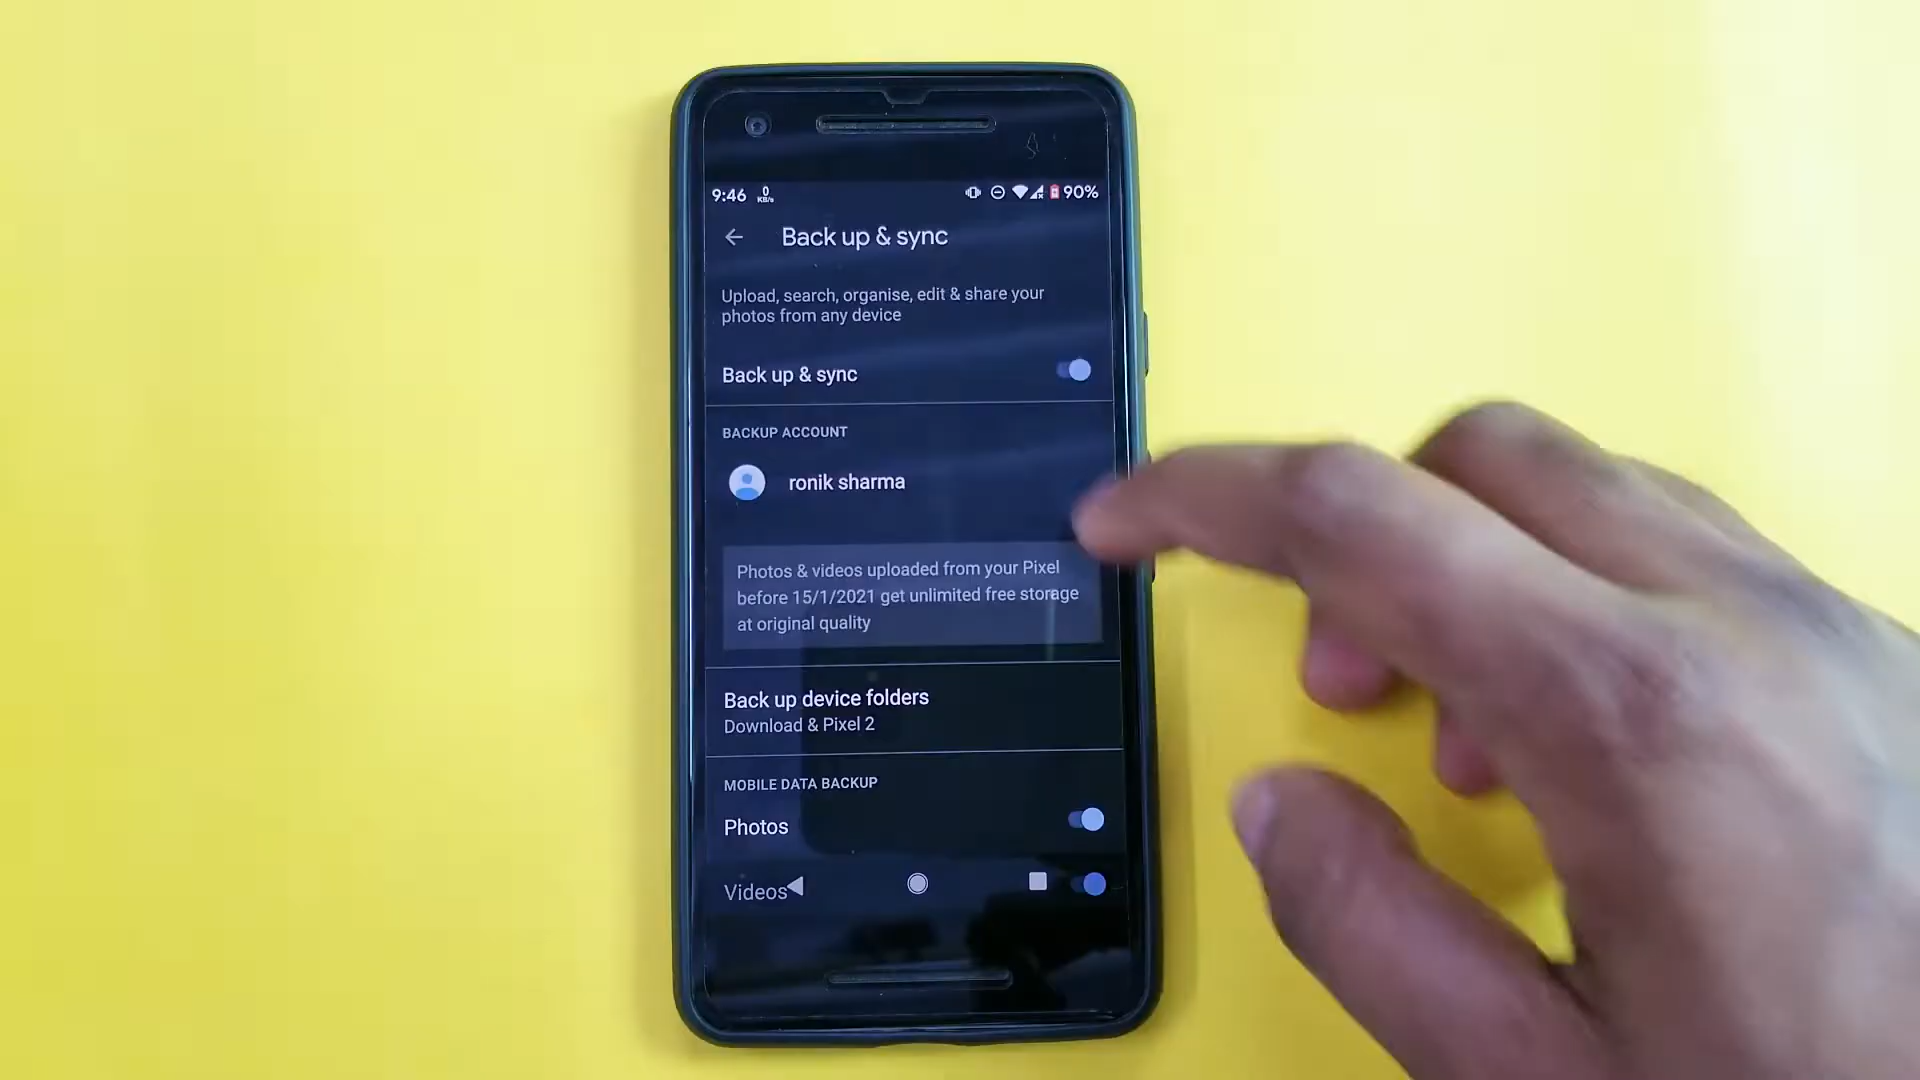 9:46 0 KB/s 90%
Back up & sync
Upload, search, organise, edit & share your
photos from any device
Back up & sync
BACKUP ACCOUNT
ronik sharma
Photos & videos uploaded from your Pixel
before 15/1/2021 get unlimited free storage
at original quality
Back up device folders
Download & Pixel 2
MOBILE DATA BACKUP
Photos
Videos